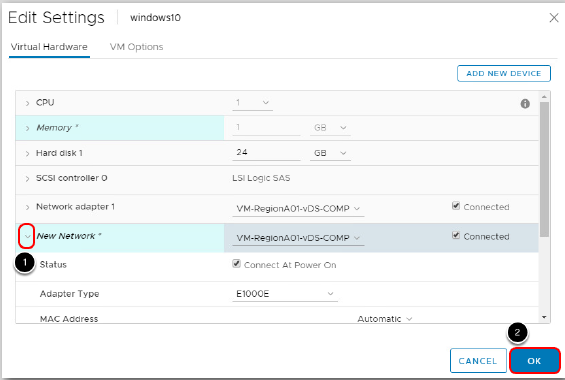 Edit Settings | windows10
Virtual Hardware VM Options
ADD NEW DEVICE
CPU 1
Memory * 1 GB
Hard disk 1 24 GB
SCSI controller 0 LSI Logic SAS
Network adapter 1 VM-RegionA01-vDS-COMP Connected
New Network * VM-RegionA01-vDS-COMP Connected
1
Status Connect At Power On
Adapter Type E1000E
MAC Address Automatic
2
CANCEL OK